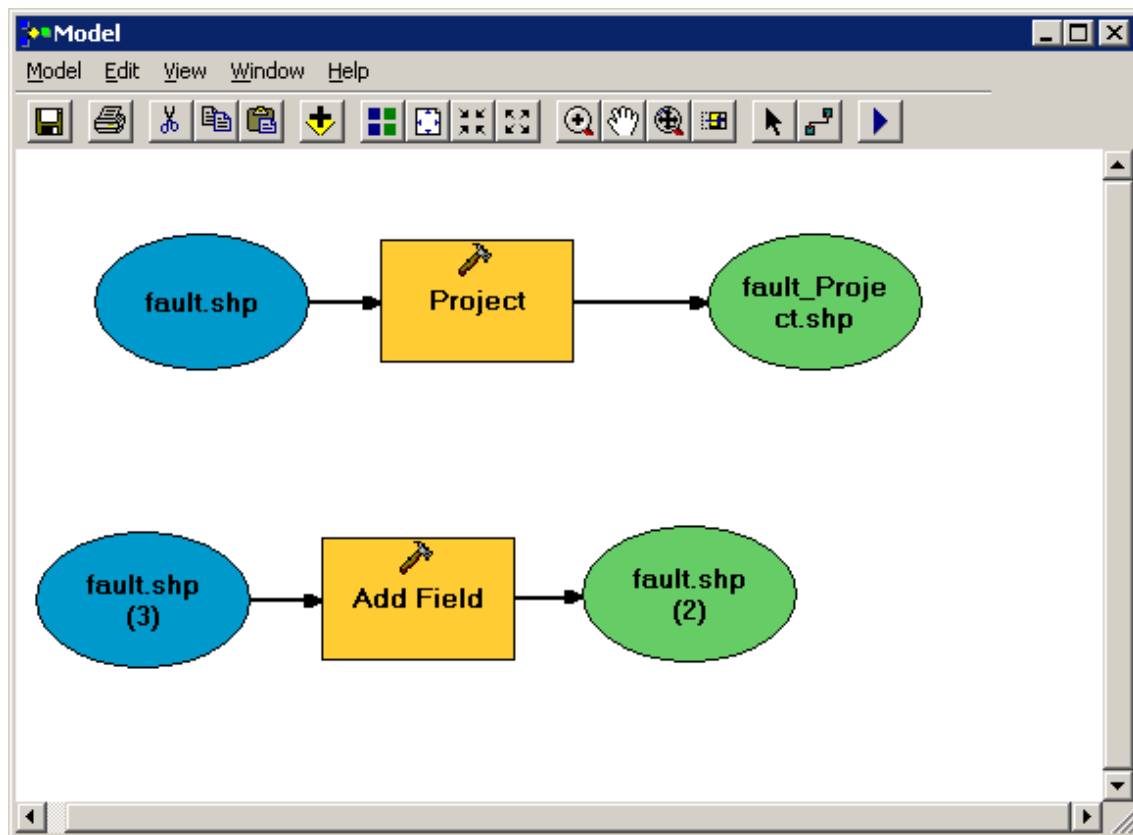 Model
Model Edit View Window Help
fault.shp
Project
fault_Proje
ct.shp
fault.shp
(3)
Add Field
fault.shp
(2)